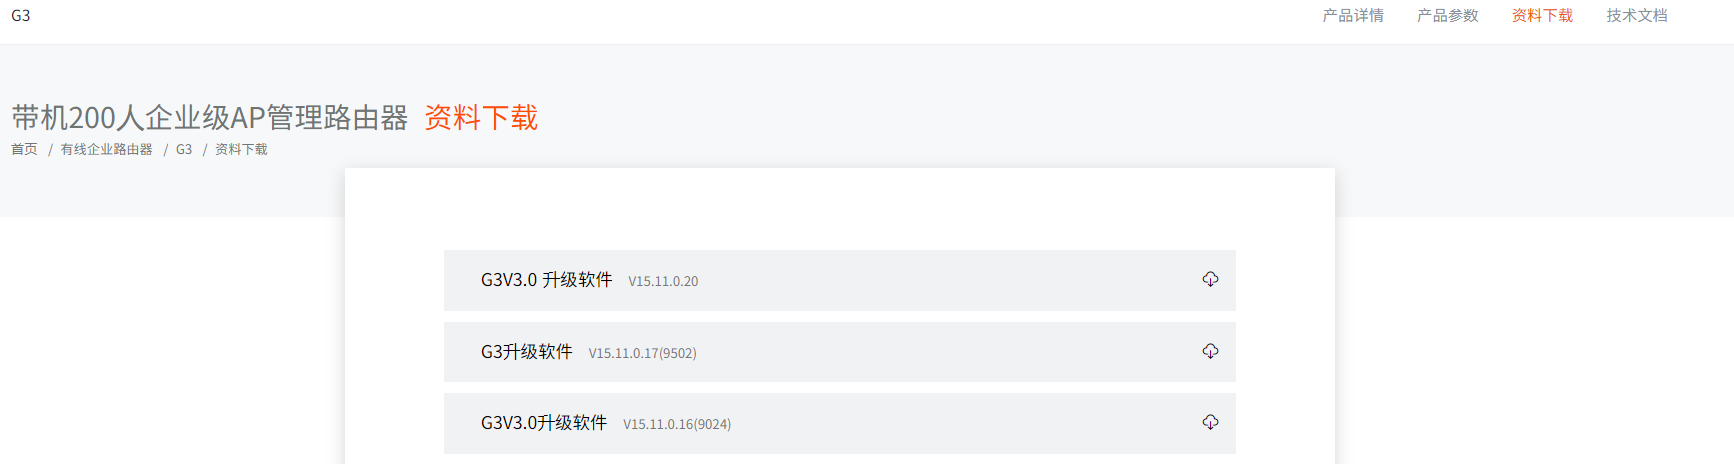 G3 产品详情 产品参数 资料下载 技术文档
带机200人企业级AP管理路由器 资料下载
首页 / 有线企业路由器 / G3 / 资料下载
G3V3.0 升级软件 V15.11.0.20
G3升级软件 V15.11.0.17(9502)
G3V3.0升级软件 V15.11.0.16(9024)